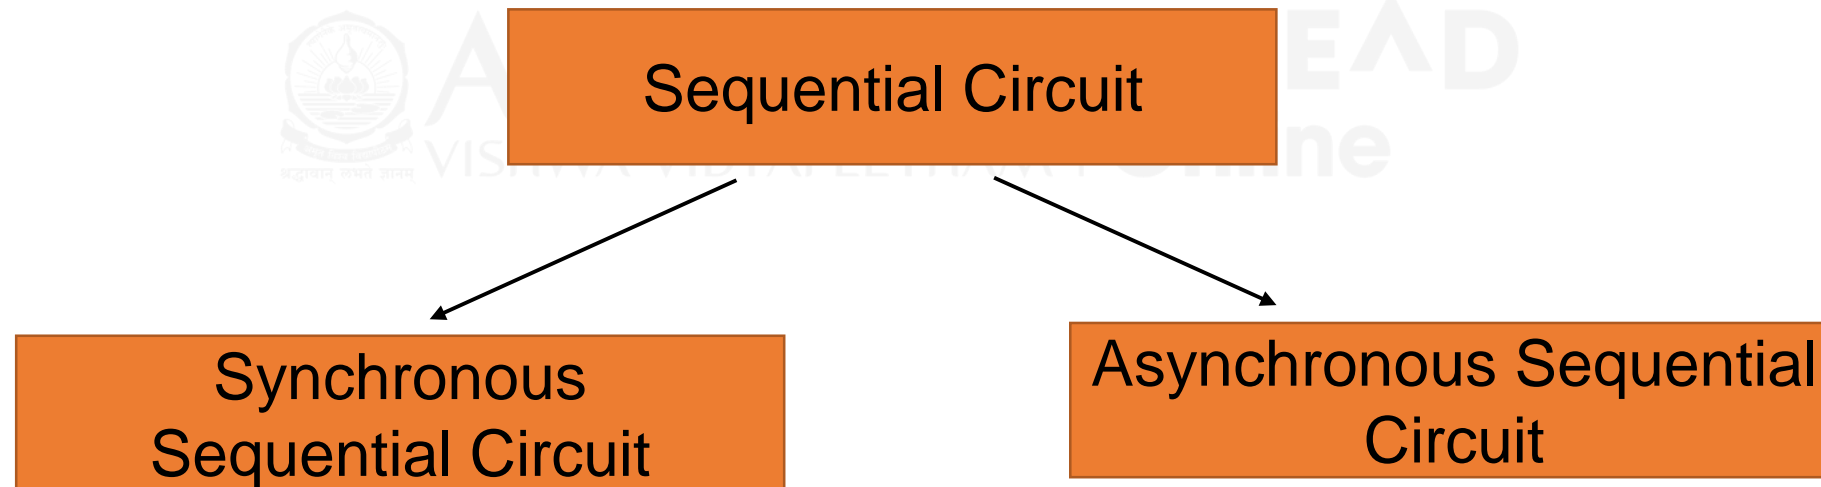 Sequential Circuit
Synchronous
Sequential Circuit
Asynchronous Sequential
Circuit